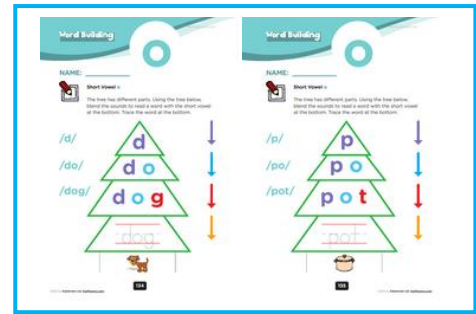 Word Building
o
NAME:
Short Vowel o
The tree has different parts. Using the tree below,
blend the sounds to read a word with the short vowel
at the bottom. Trace the word at the bottom.
/d/
d
/do/
d o
/dog/
d o g
dog
134
Word Building
o
NAME:
Short Vowel o
The tree has different parts. Using the tree below,
blend the sounds to read a word with the short vowel
at the bottom. Trace the word at the bottom.
/p/
p
/po/
p o
/pot/
p o t
pot
135